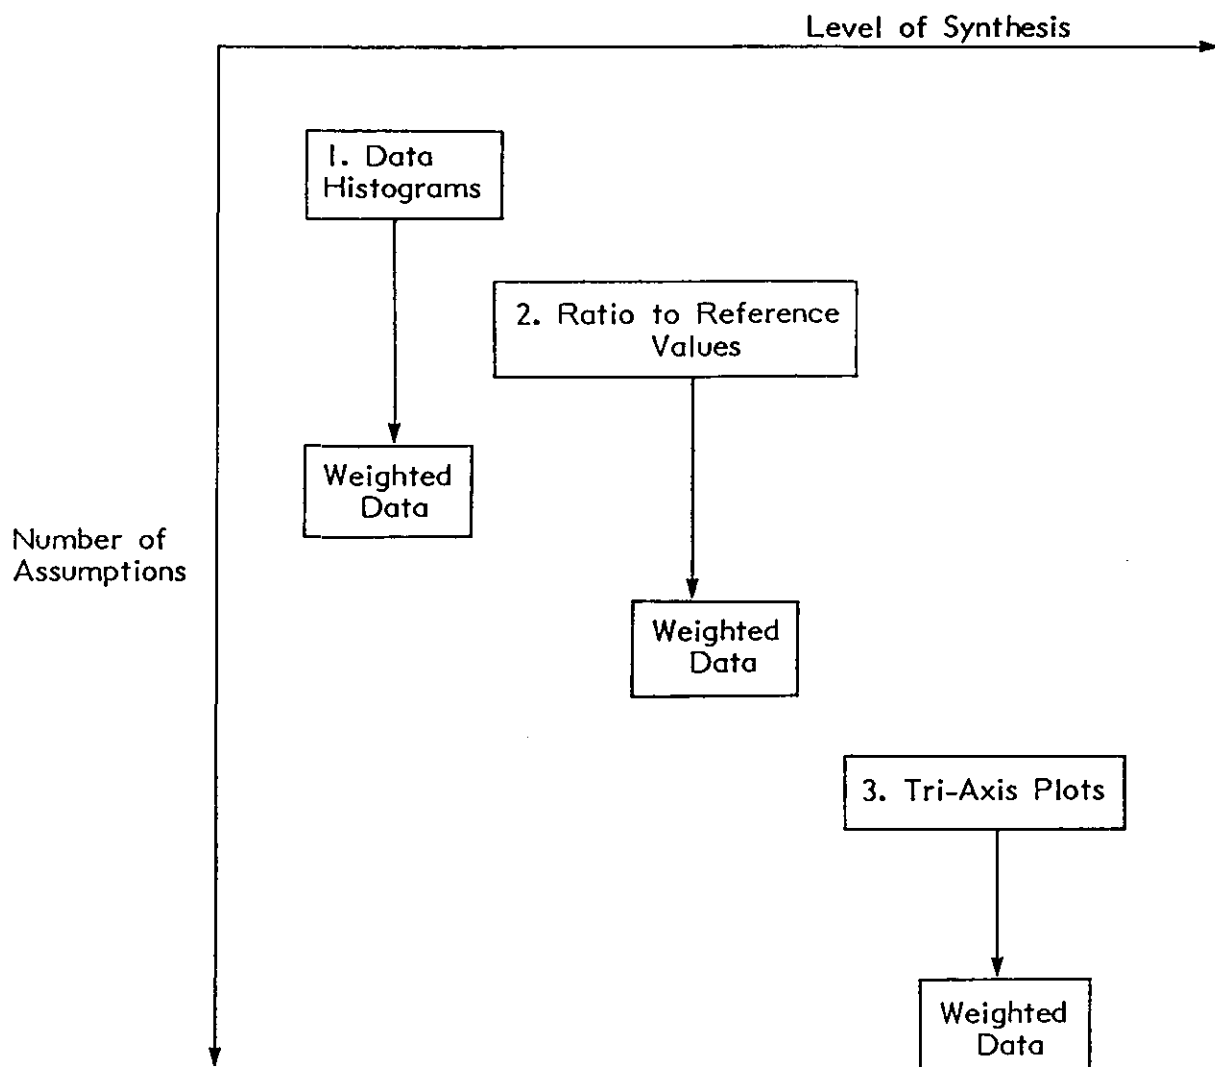 Level of Synthesis
1. Data
Histograms
2. Ratio to Reference
Values
Weighted
Data
Number of
Assumptions
Weighted
Data
3. Tri-Axis Plots
Weighted
Data